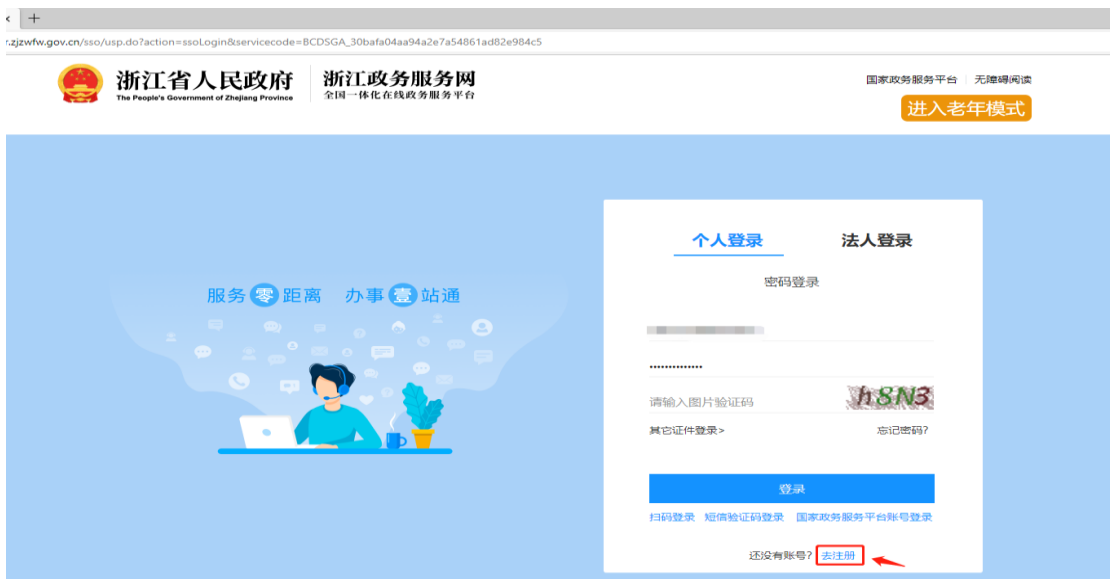 r.zjzwfw.gov.cn/sso/usp.do?action=ssoLogin&servicecode=BCDSGA_30bafa04aa94a2e7a54861ad82e984c5
浙江省人民政府
The People's Government of Zhejiang Province
浙江政务服务网
全国一体化在线政务服务平台
国家政务服务平台
无障碍阅读
进入老年模式
服务零距离 办事壹站通
个人登录 法人登录
密码登录
请输入图片验证码 h8N3
其它证件登录> 忘记密码?
登录
扫码登录 短信验证码登录 国家政务服务平台账号登录
还没有账号? 去注册